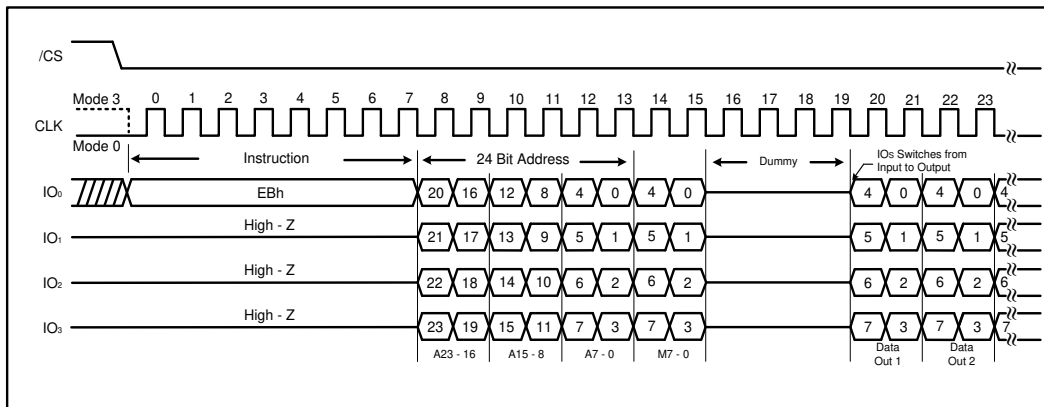 /CS
Mode 3 0 1 2 3 4 5 6 7 8 9 10 11 12 13 14 15 16 17 18 19 20 21 22 23
CLK
Mode 0
Instruction 24 Bit Address Dummy IOs Switches from
Input to Output
IO0 EBh 20 16 12 8 4 0 4 0 4 0 4 0 4
High - Z
IO1 21 17 13 9 5 1 5 1 5 1 5 1 5
High - Z
IO2 22 18 14 10 6 2 6 2 6 2 6 2 6
High - Z
IO3 23 19 15 11 7 3 7 3 7 3 7 3 7
A23 - 16 A15 - 8 A7 - 0 M7 - 0 Data Out 1 Data Out 2